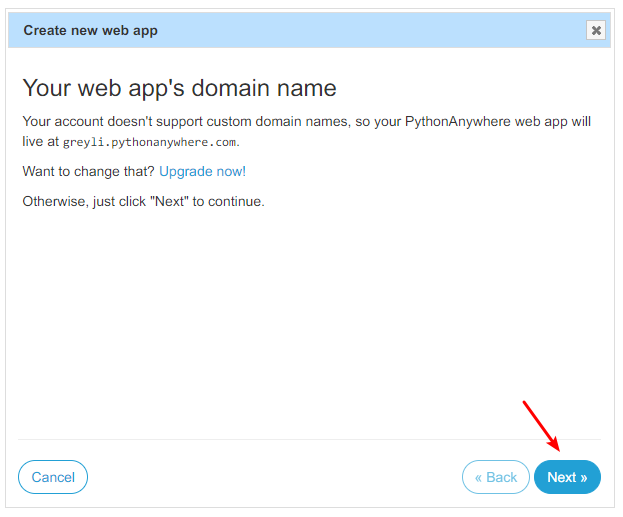 Create new web app
Your web app's domain name
Your account doesn't support custom domain names, so your PythonAnywhere web app will
live at greyli.pythonanywhere.com.
Want to change that? Upgrade now!
Otherwise, just click "Next" to continue.
Cancel
« Back
Next »